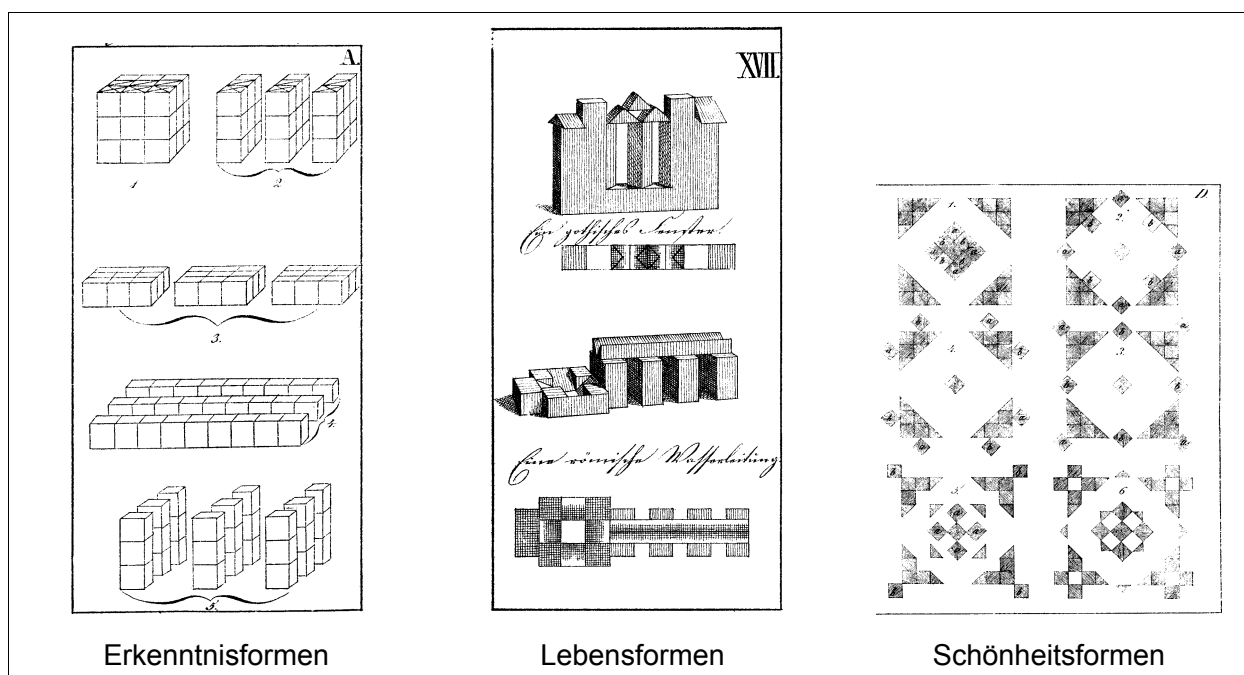 A.
1
2
3.
4.
5.
XVII
Eine gothisches Fenster.
Eine römische Wasserleitung
D.
1.
2.
4.
3.
5.
6
Erkenntnisformen
Lebensformen
Schönheitsformen